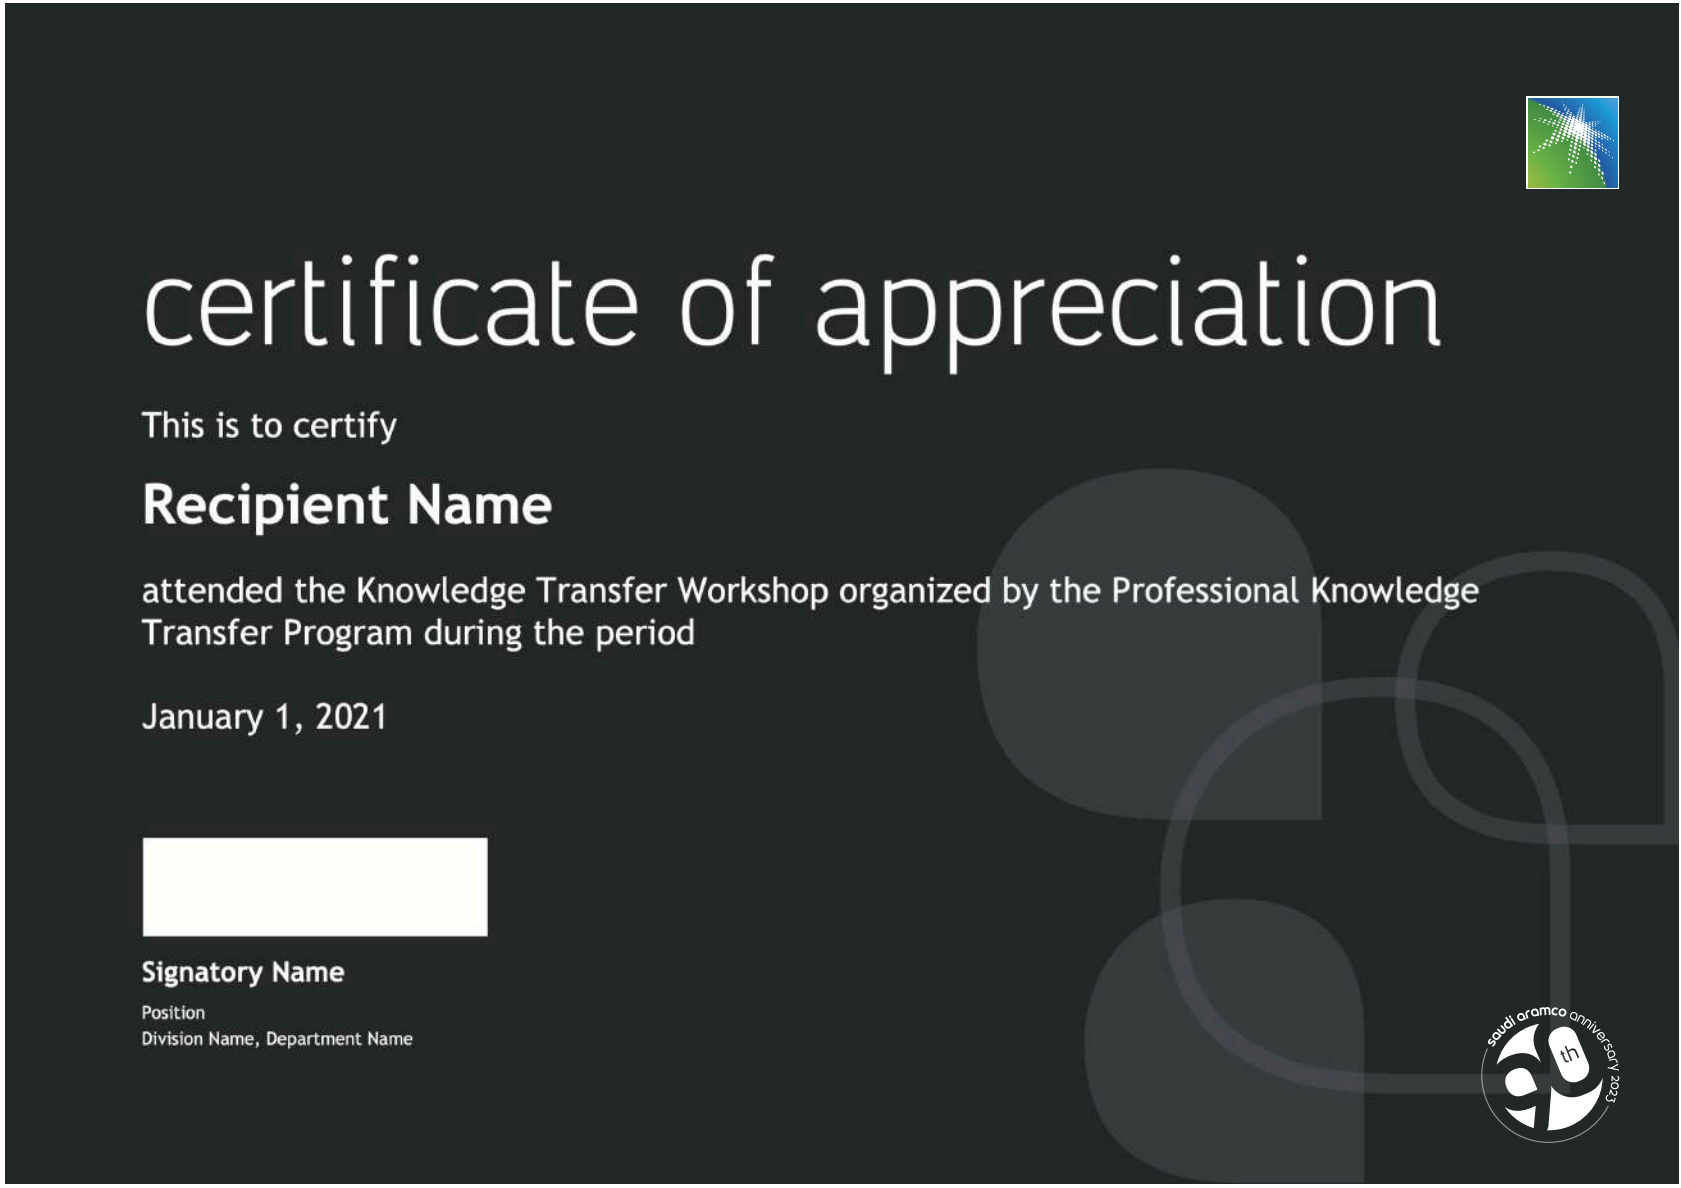 certificate of appreciation
This is to certify
Recipient Name
attended the Knowledge Transfer Workshop organized by the Professional Knowledge
Transfer Program during the period
January 1, 2021
Signatory Name
Position
Division Name, Department Name
saudi aramco anniversary 2023
90th